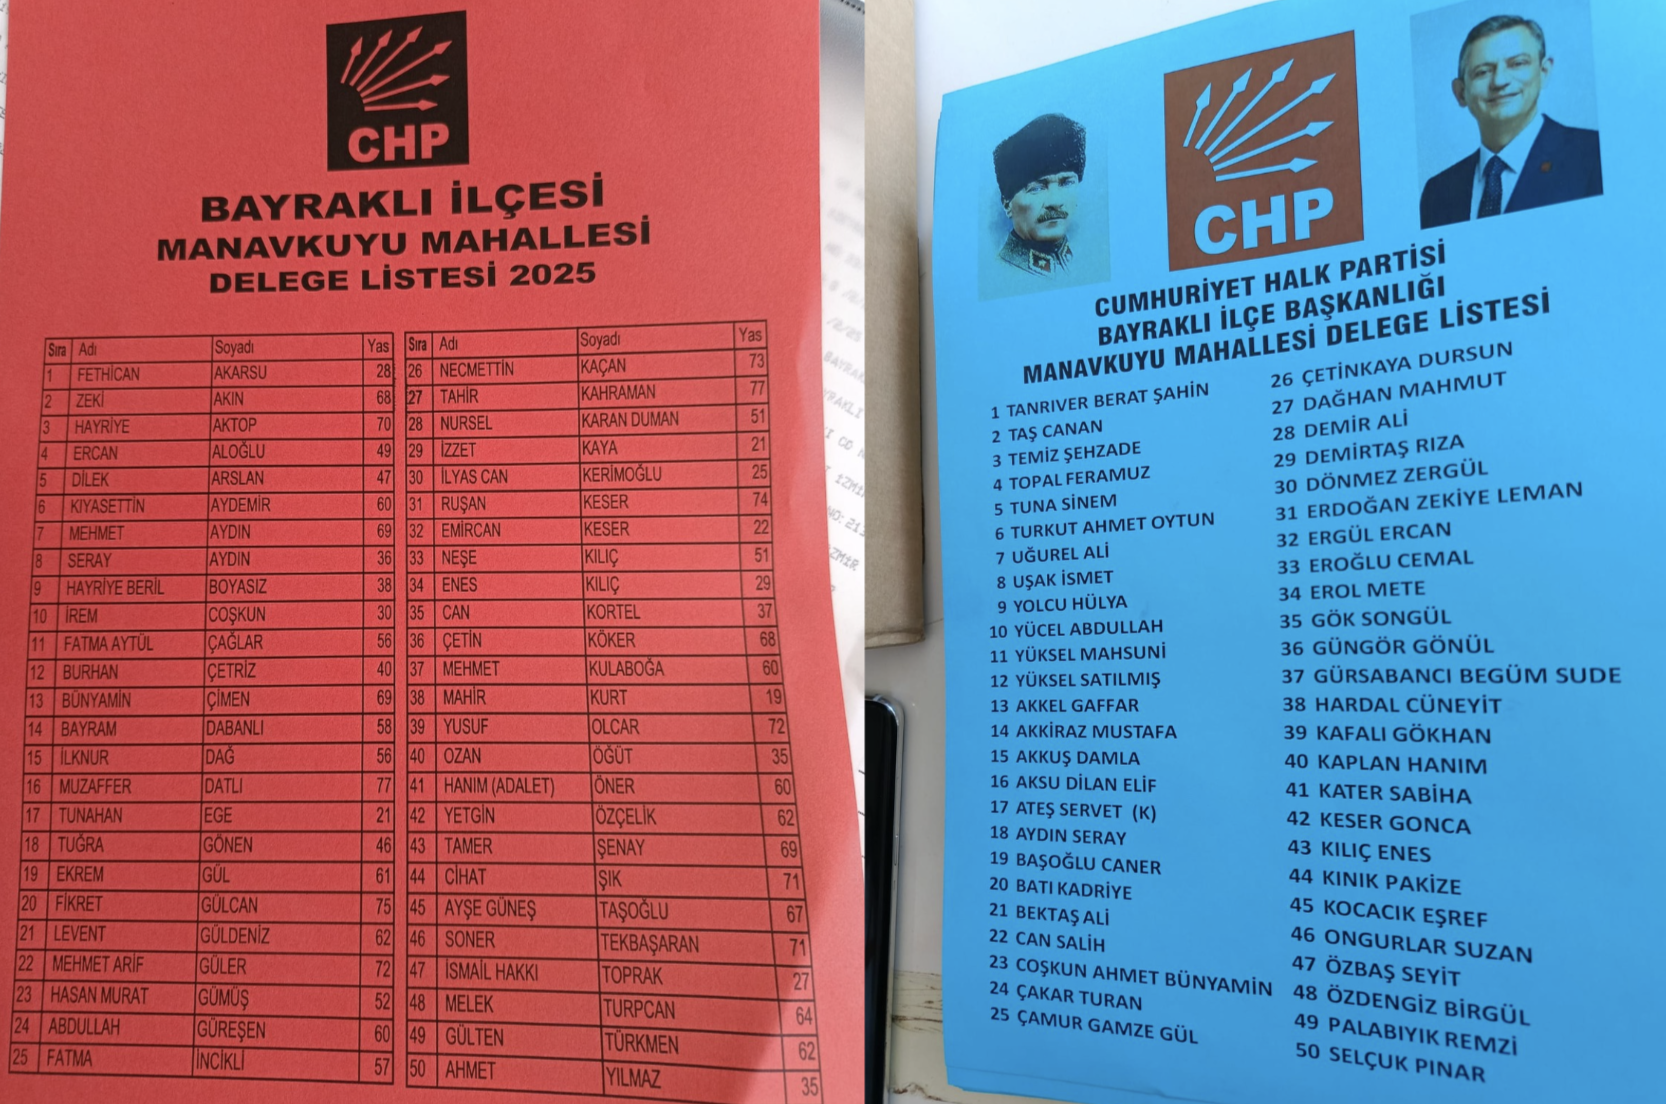 CHP
BAYRAKLI İLÇESİ
MANAVKUYU MAHALLESİ
DELEGE LİSTESİ 2025
Sıra Adı Soyadı Yas
1 FETHİCAN AKARSU 28
2 ZEKİ AKIN 68
3 HAYRİYE AKTOP 70
4 ERCAN ALOĞLU 49
5 DİLEK ARSLAN 47
6 KIYASETTİN AYDEMİR 60
7 MEHMET AYDIN 69
8 SERAY AYDIN 36
9 HAYRİYE BERİL BOYASIZ 38
10 İREM COŞKUN 30
11 FATMA AYTÜL ÇAĞLAR 56
12 BURHAN ÇETRİZ 40
13 BÜNYAMİN ÇİMEN 69
14 BAYRAM DABANLI 58
15 İLKNUR DAĞ 56
16 MUZAFFER DATLI 77
17 TUNAHAN EGE 21
18 TUĞRA GÖNEN 46
19 EKREM GÜL 61
20 FİKRET GÜLCAN 75
21 LEVENT GÜLDENİZ 62
22 MEHMET ARİF GÜLER 72
23 HASAN MURAT GÜMÜŞ 52
24 ABDULLAH GÜREŞEN 60
25 FATMA İNCİKLİ 57
Sıra Adı Soyadı Yas
26 NECMETTİN KAÇAN 73
27 TAHİR KAHRAMAN 77
28 NURSEL KARAN DUMAN 51
29 İZZET KAYA 21
30 İLYAS CAN KERİMOĞLU 25
31 RUŞAN KESER 74
32 EMİRCAN KESER 22
33 NEŞE KILIÇ 51
34 ENES KILIÇ 29
35 CAN KORTEL 37
36 ÇETİN KÖKER 68
37 MEHMET KULABOĞA 60
38 MAHİR KURT 19
39 YUSUF OLCAR 72
40 OZAN ÖĞÜT 35
41 HANIM (ADALET) ÖNER 60
42 YETGİN ÖZÇELİK 62
43 TAMER ŞENAY 69
44 CİHAT ŞIK 71
45 AYŞE GÜNEŞ TAŞOĞLU 67
46 SONER TEKBAŞARAN 71
47 İSMAİL HAKKI TOPRAK 27
48 MELEK TURPCAN 64
49 GÜLTEN TÜRKMEN 62
50 AHMET YILMAZ 35
CHP
CUMHURİYET HALK PARTİSİ
BAYRAKLI İLÇE BAŞKANLIĞI
MANAVKUYU MAHALLESİ DELEGE LİSTESİ
1 TANRIVER BERAT ŞAHİN
2 TAŞ CANAN
3 TEMİZ ŞEHZADE
4 TOPAL FERAMUZ
5 TUNA SİNEM
6 TURKUT AHMET OYTUN
7 UĞUREL ALİ
8 UŞAK İSMET
9 YOLCU HÜLYA
10 YÜCEL ABDULLAH
11 YÜKSEL MAHSUNİ
12 YÜKSEL SATILMIŞ
13 AKKEL GAFFAR
14 AKKİRAZ MUSTAFA
15 AKKUŞ DAMLA
16 AKSU DİLAN ELİF
17 ATEŞ SERVET (K)
18 AYDIN SERAY
19 BAŞOĞLU CANER
20 BATI KADRİYE
21 BEKTAŞ ALİ
22 CAN SALİH
23 COŞKUN AHMET BÜNYAMİN
24 ÇAKAR TURAN
25 ÇAMUR GAMZE GÜL
26 ÇETİNKAYA DURSUN
27 DAĞHAN MAHMUT
28 DEMİR ALİ
29 DEMİRTAŞ RIZA
30 DÖNMEZ ZERGÜL
31 ERDOĞAN ZEKİYE LEMAN
32 ERGÜL ERCAN
33 EROĞLU CEMAL
34 EROL METE
35 GÖK SONGÜL
36 GÜNGÖR GÖNÜL
37 GÜRSABANCI BEGÜM SUDE
38 HARDAL CÜNEYİT
39 KAFALI GÖKHAN
40 KAPLAN HANIM
41 KATER SABİHA
42 KESER GONCA
43 KILIÇ ENES
44 KINIK PAKİZE
45 KOCACIK EŞREF
46 ONGURLAR SUZAN
47 ÖZBAŞ SEYİT
48 ÖZDENGİZ BİRGÜL
49 PALABIYIK REMZİ
50 SELÇUK PINAR